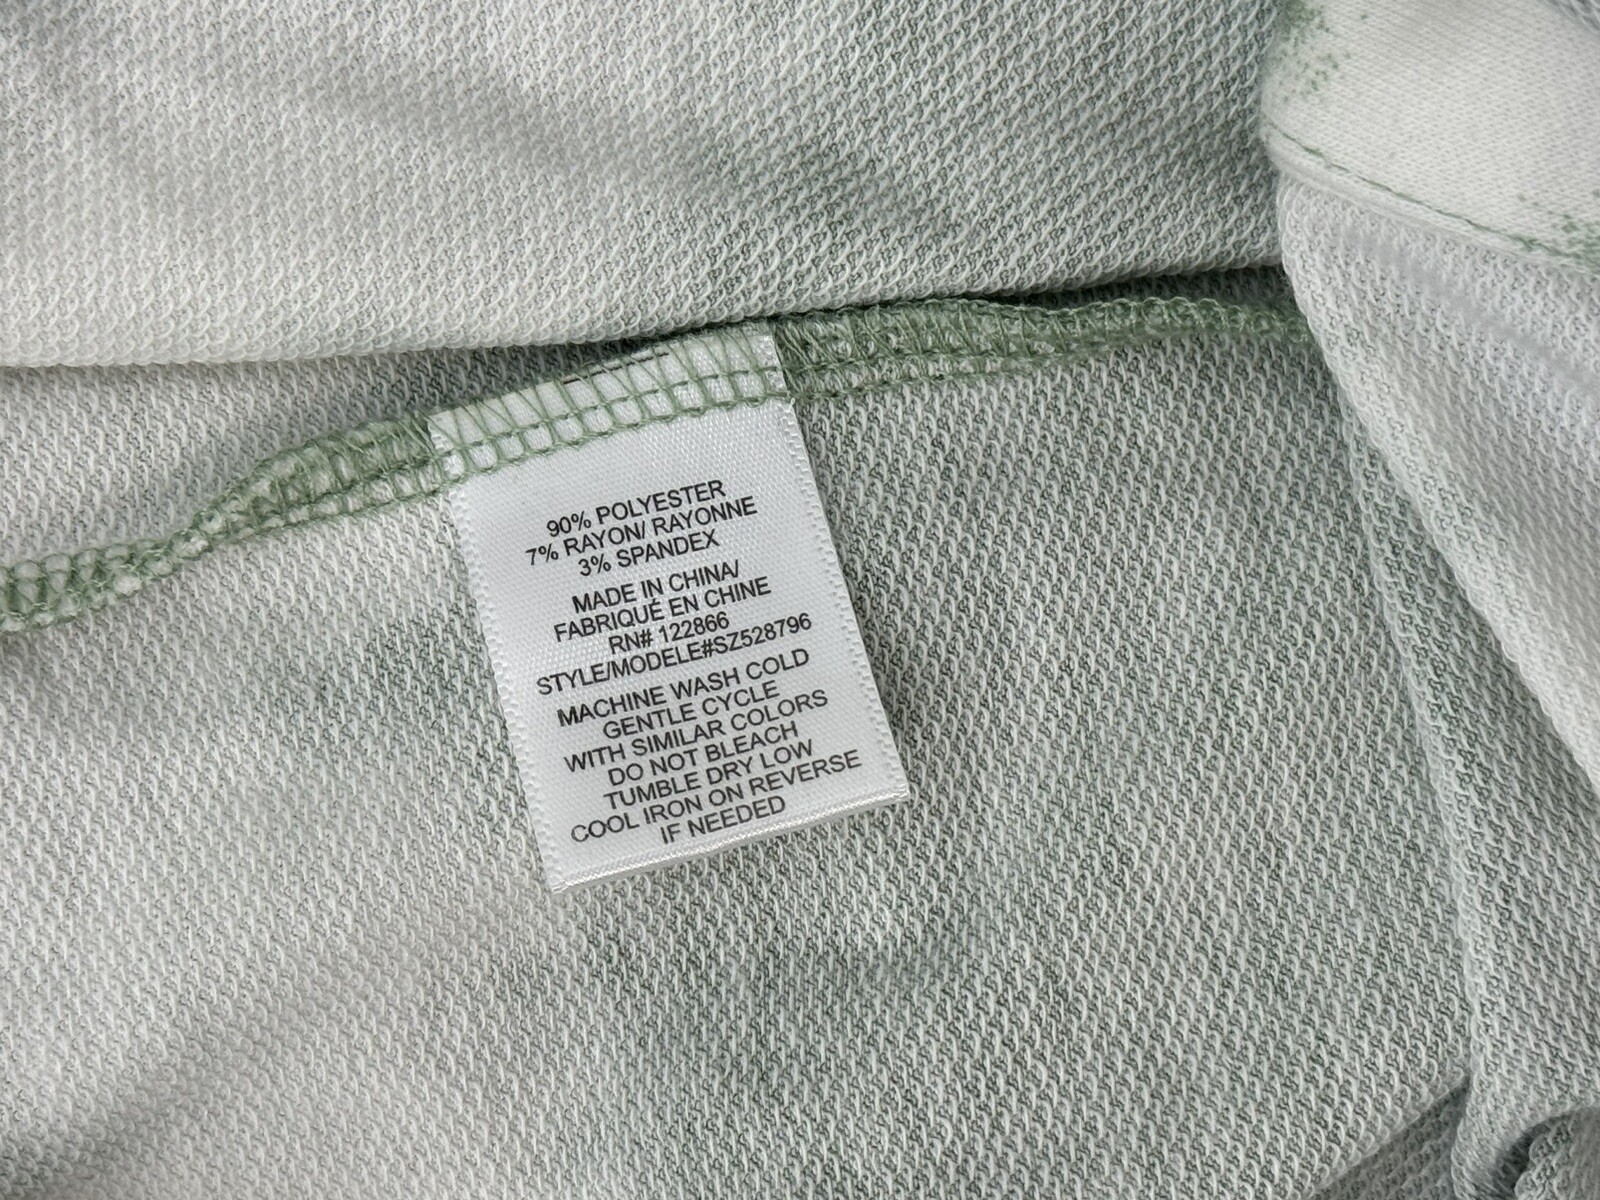 90% POLYESTER
7% RAYON/ RAYONNE
3% SPANDEX
MADE IN CHINA/
FABRIQUÉ EN CHINE
RN# 122866
STYLE/MODELE#SZ528796
MACHINE WASH COLD
GENTLE CYCLE
WITH SIMILAR COLORS
DO NOT BLEACH
TUMBLE DRY LOW
COOL IRON ON REVERSE
IF NEEDED